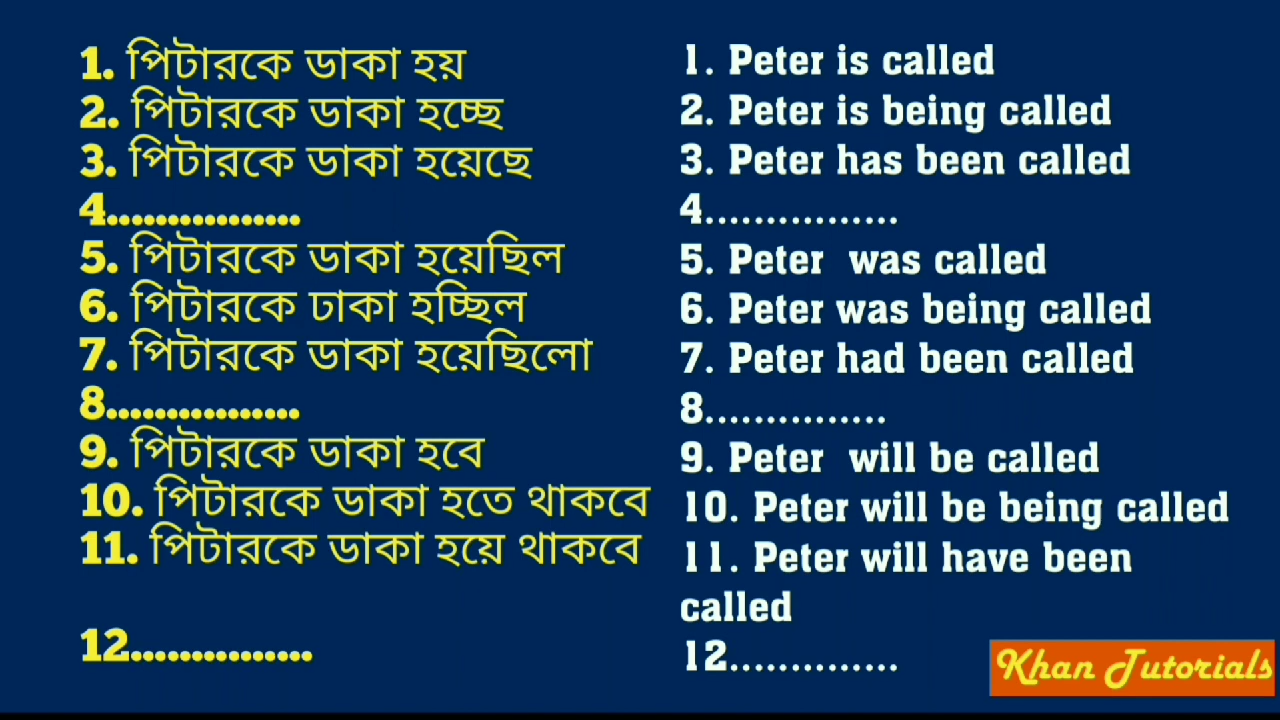 1. পিটারকে ডাকা হয়
2. পিটারকে ডাকা হচ্ছে
3. পিটারকে ডাকা হয়েছে
4................
5. পিটারকে ডাকা হয়েছিল
6. পিটারকে ঢাকা হচ্ছিল
7. পিটারকে ডাকা হয়েছিলো
8................
9. পিটারকে ডাকা হবে
10. পিটারকে ডাকা হতে থাকবে
11. পিটারকে ডাকা হয়ে থাকবে
12...............
1. Peter is called
2. Peter is being called
3. Peter has been called
4................
5. Peter was called
6. Peter was being called
7. Peter had been called
8...............
9. Peter will be called
10. Peter will be being called
11. Peter will have been
called
12..............
Khan Tutorials